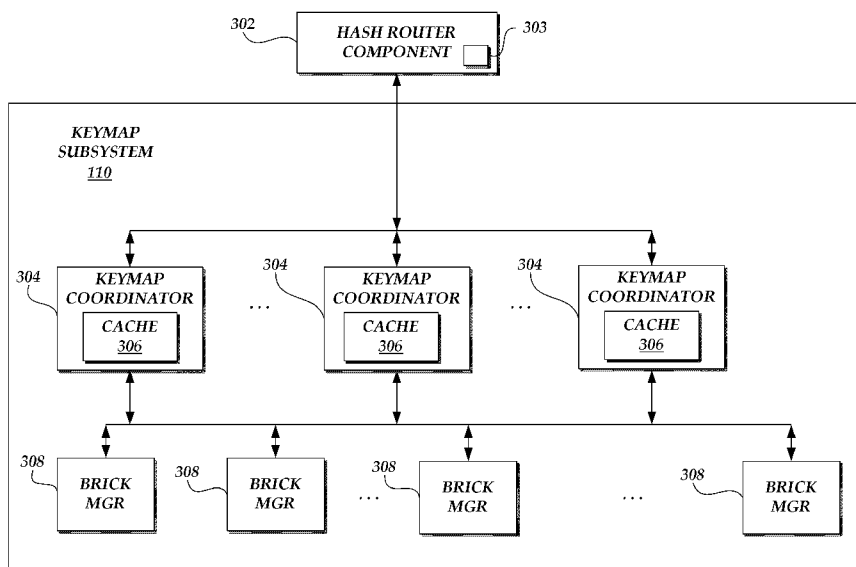 302
HASH ROUTER
COMPONENT
303
KEYMAP
SUBSYSTEM
110
304
KEYMAP
COORDINATOR
CACHE
306
...
304
KEYMAP
COORDINATOR
CACHE
306
...
304
KEYMAP
COORDINATOR
CACHE
306
308
BRICK
MGR
308
BRICK
MGR
...
308
BRICK
MGR
...
308
BRICK
MGR